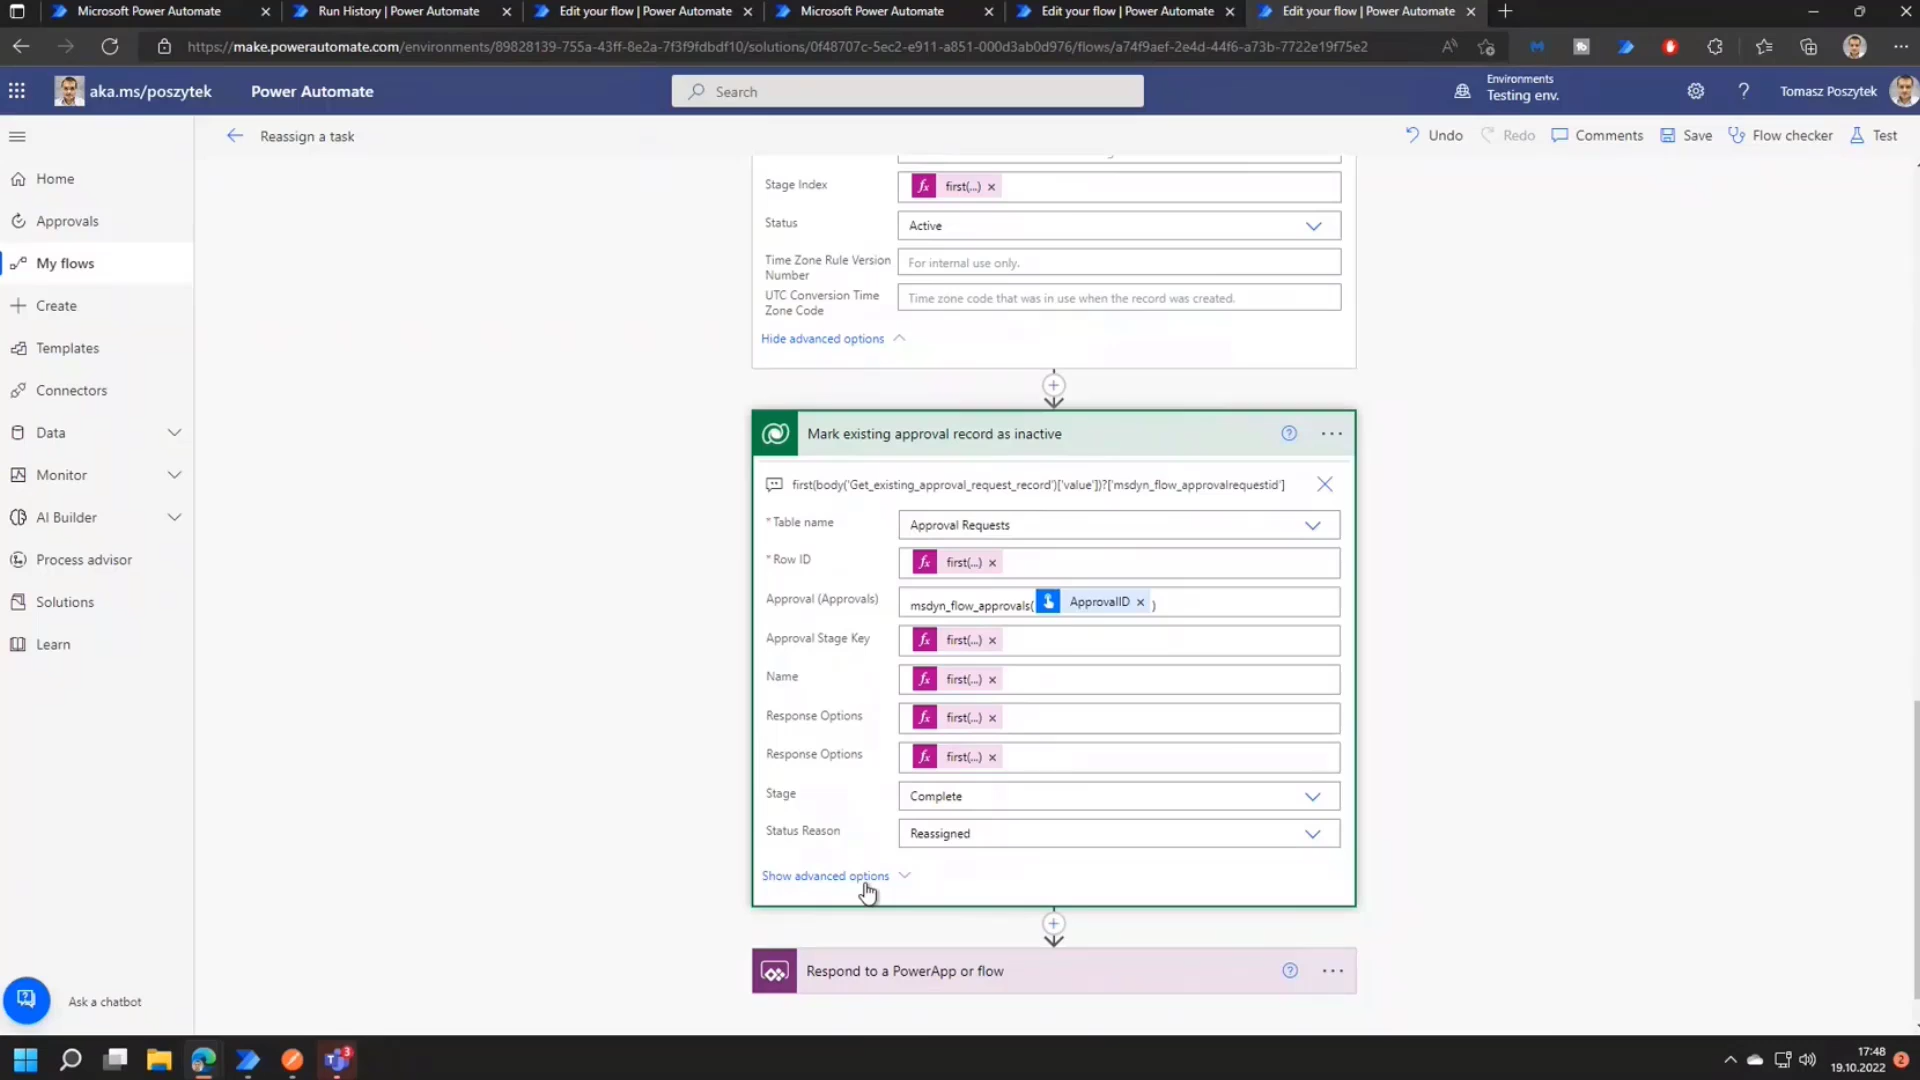 Microsoft Power Automate
Run History | Power Automate
Edit your flow | Power Automate
Microsoft Power Automate
Edit your flow | Power Automate
Edit your flow | Power Automate
https://make.powerautomate.com/environments/89828139-755a-43ff-8e2a-7f3f9fdbdf10/solutions/0f48707c-5ec2-e911-a851-000d3ab0d976/flows/a74f9aef-2e4d-44f6-a73b-7722e19f75e2
aka.ms/poszytek
Power Automate
Search
Environments
Testing env.
?
Tomasz Poszytek
Reassign a task
Undo
Redo
Comments
Save
Flow checker
Test
Home
Approvals
My flows
Create
Templates
Connectors
Data
Monitor
AI Builder
Process advisor
Solutions
Learn
Ask a chatbot
Stage Index
fx first(...) ×
Status
Active
Time Zone Rule Version
Number
For internal use only.
UTC Conversion Time
Zone Code
Time zone code that was in use when the record was created.
Hide advanced options
Mark existing approval record as inactive
first(body('Get_existing_approval_request_record')['value'])?['msdyn_flow_approvalrequestid']
* Table name
Approval Requests
* Row ID
fx first(...) ×
Approval (Approvals)
msdyn_flow_approvals( ApprovalID × )
Approval Stage Key
fx first(...) ×
Name
fx first(...) ×
Response Options
fx first(...) ×
Response Options
fx first(...) ×
Stage
Complete
Status Reason
Reassigned
Show advanced options
Respond to a PowerApp or flow
3
17:48
19.10.2022
2